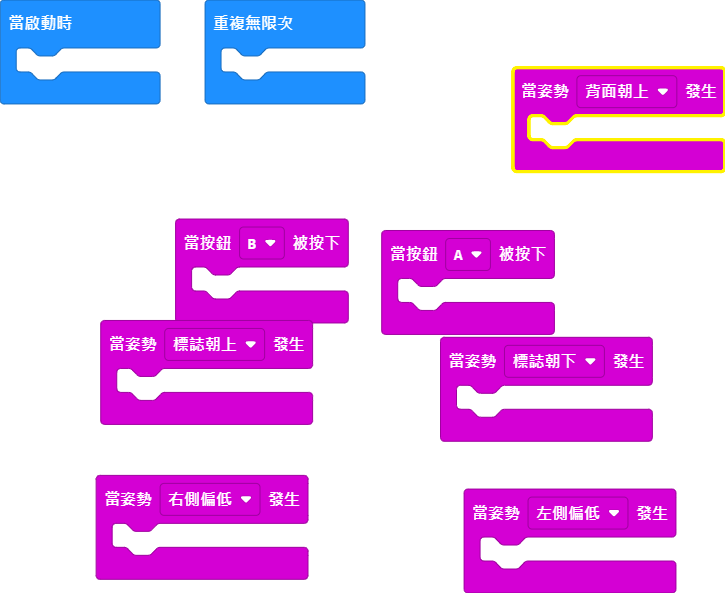 當啟動時
重複無限次
當姿勢 背面朝上 發生
當按鈕 B 被按下
當按鈕 A 被按下
當姿勢 標誌朝上 發生
當姿勢 標誌朝下 發生
當姿勢 右側偏低 發生
當姿勢 左側偏低 發生